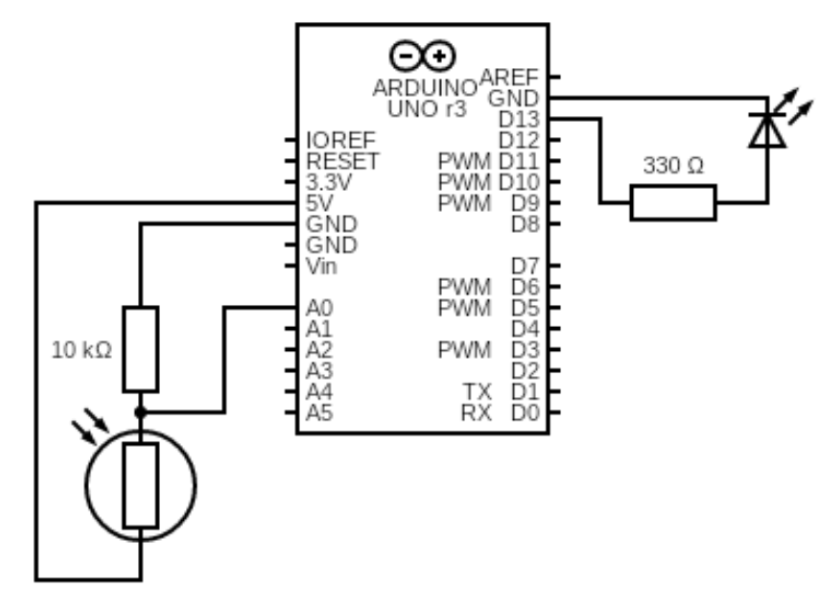 ARDUINO
UNO r3
IOREF
RESET
3.3V
5V
GND
GND
Vin
A0
A1
A2
A3
A4
A5
AREF
GND
D13
D12
PWM D11
PWM D10
PWM D9
D8
D7
PWM D6
PWM D5
D4
PWM D3
D2
TX D1
RX D0
10 kΩ
330 Ω